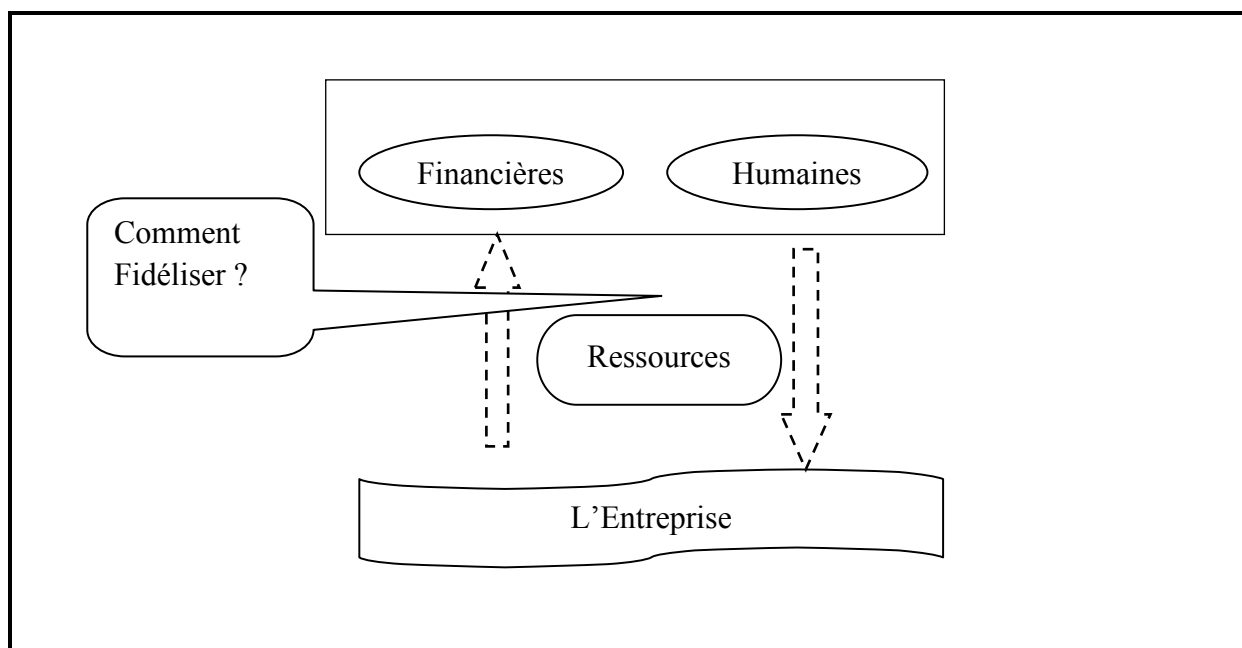 Financières
Humaines
Comment
Fidéliser ?
Ressources
L’Entreprise